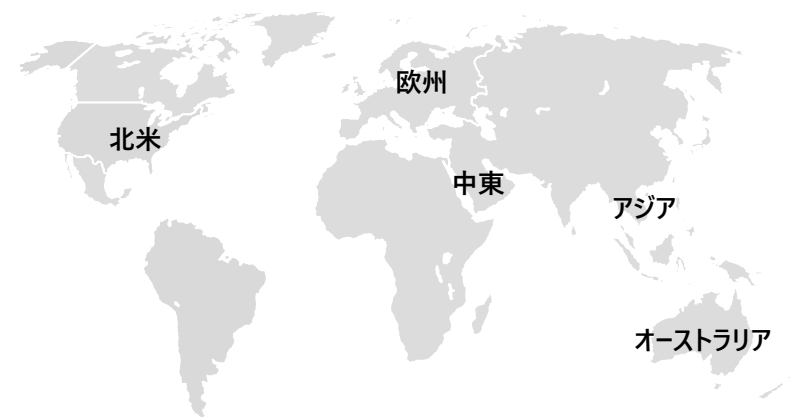 欧州
北米
中東
アジア
オーストラリア